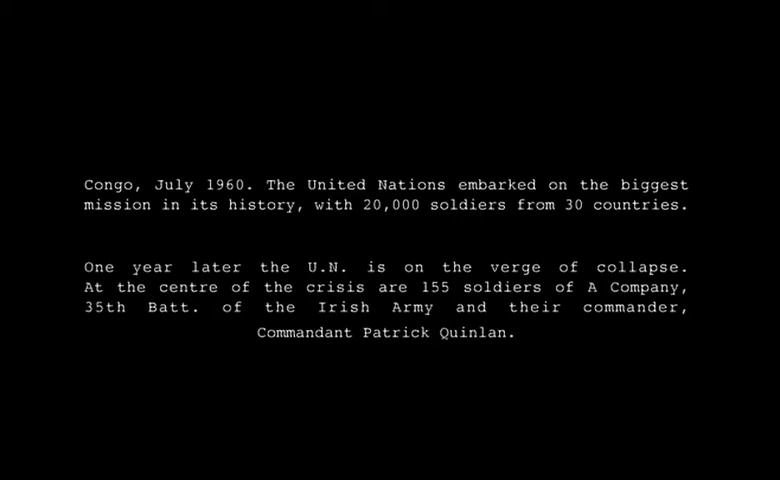 Congo, July 1960. The United Nations embarked on the biggest
mission in its history, with 20,000 soldiers from 30 countries.
One year later the U.N. is on the verge of collapse.
At the centre of the crisis are 155 soldiers of A Company,
35th Batt. of the Irish Army and their commander,
Commandant Patrick Quinlan.